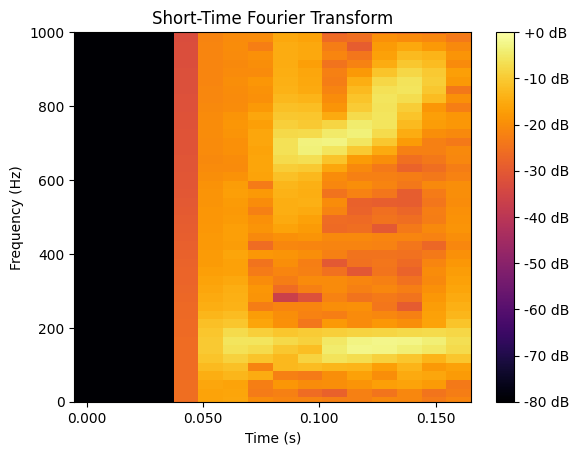 Short-Time Fourier Transform
1000
800
600
400
200
0
Frequency (Hz)
0.000
0.050
0.100
0.150
Time (s)
+0 dB
-10 dB
-20 dB
-30 dB
-40 dB
-50 dB
-60 dB
-70 dB
-80 dB